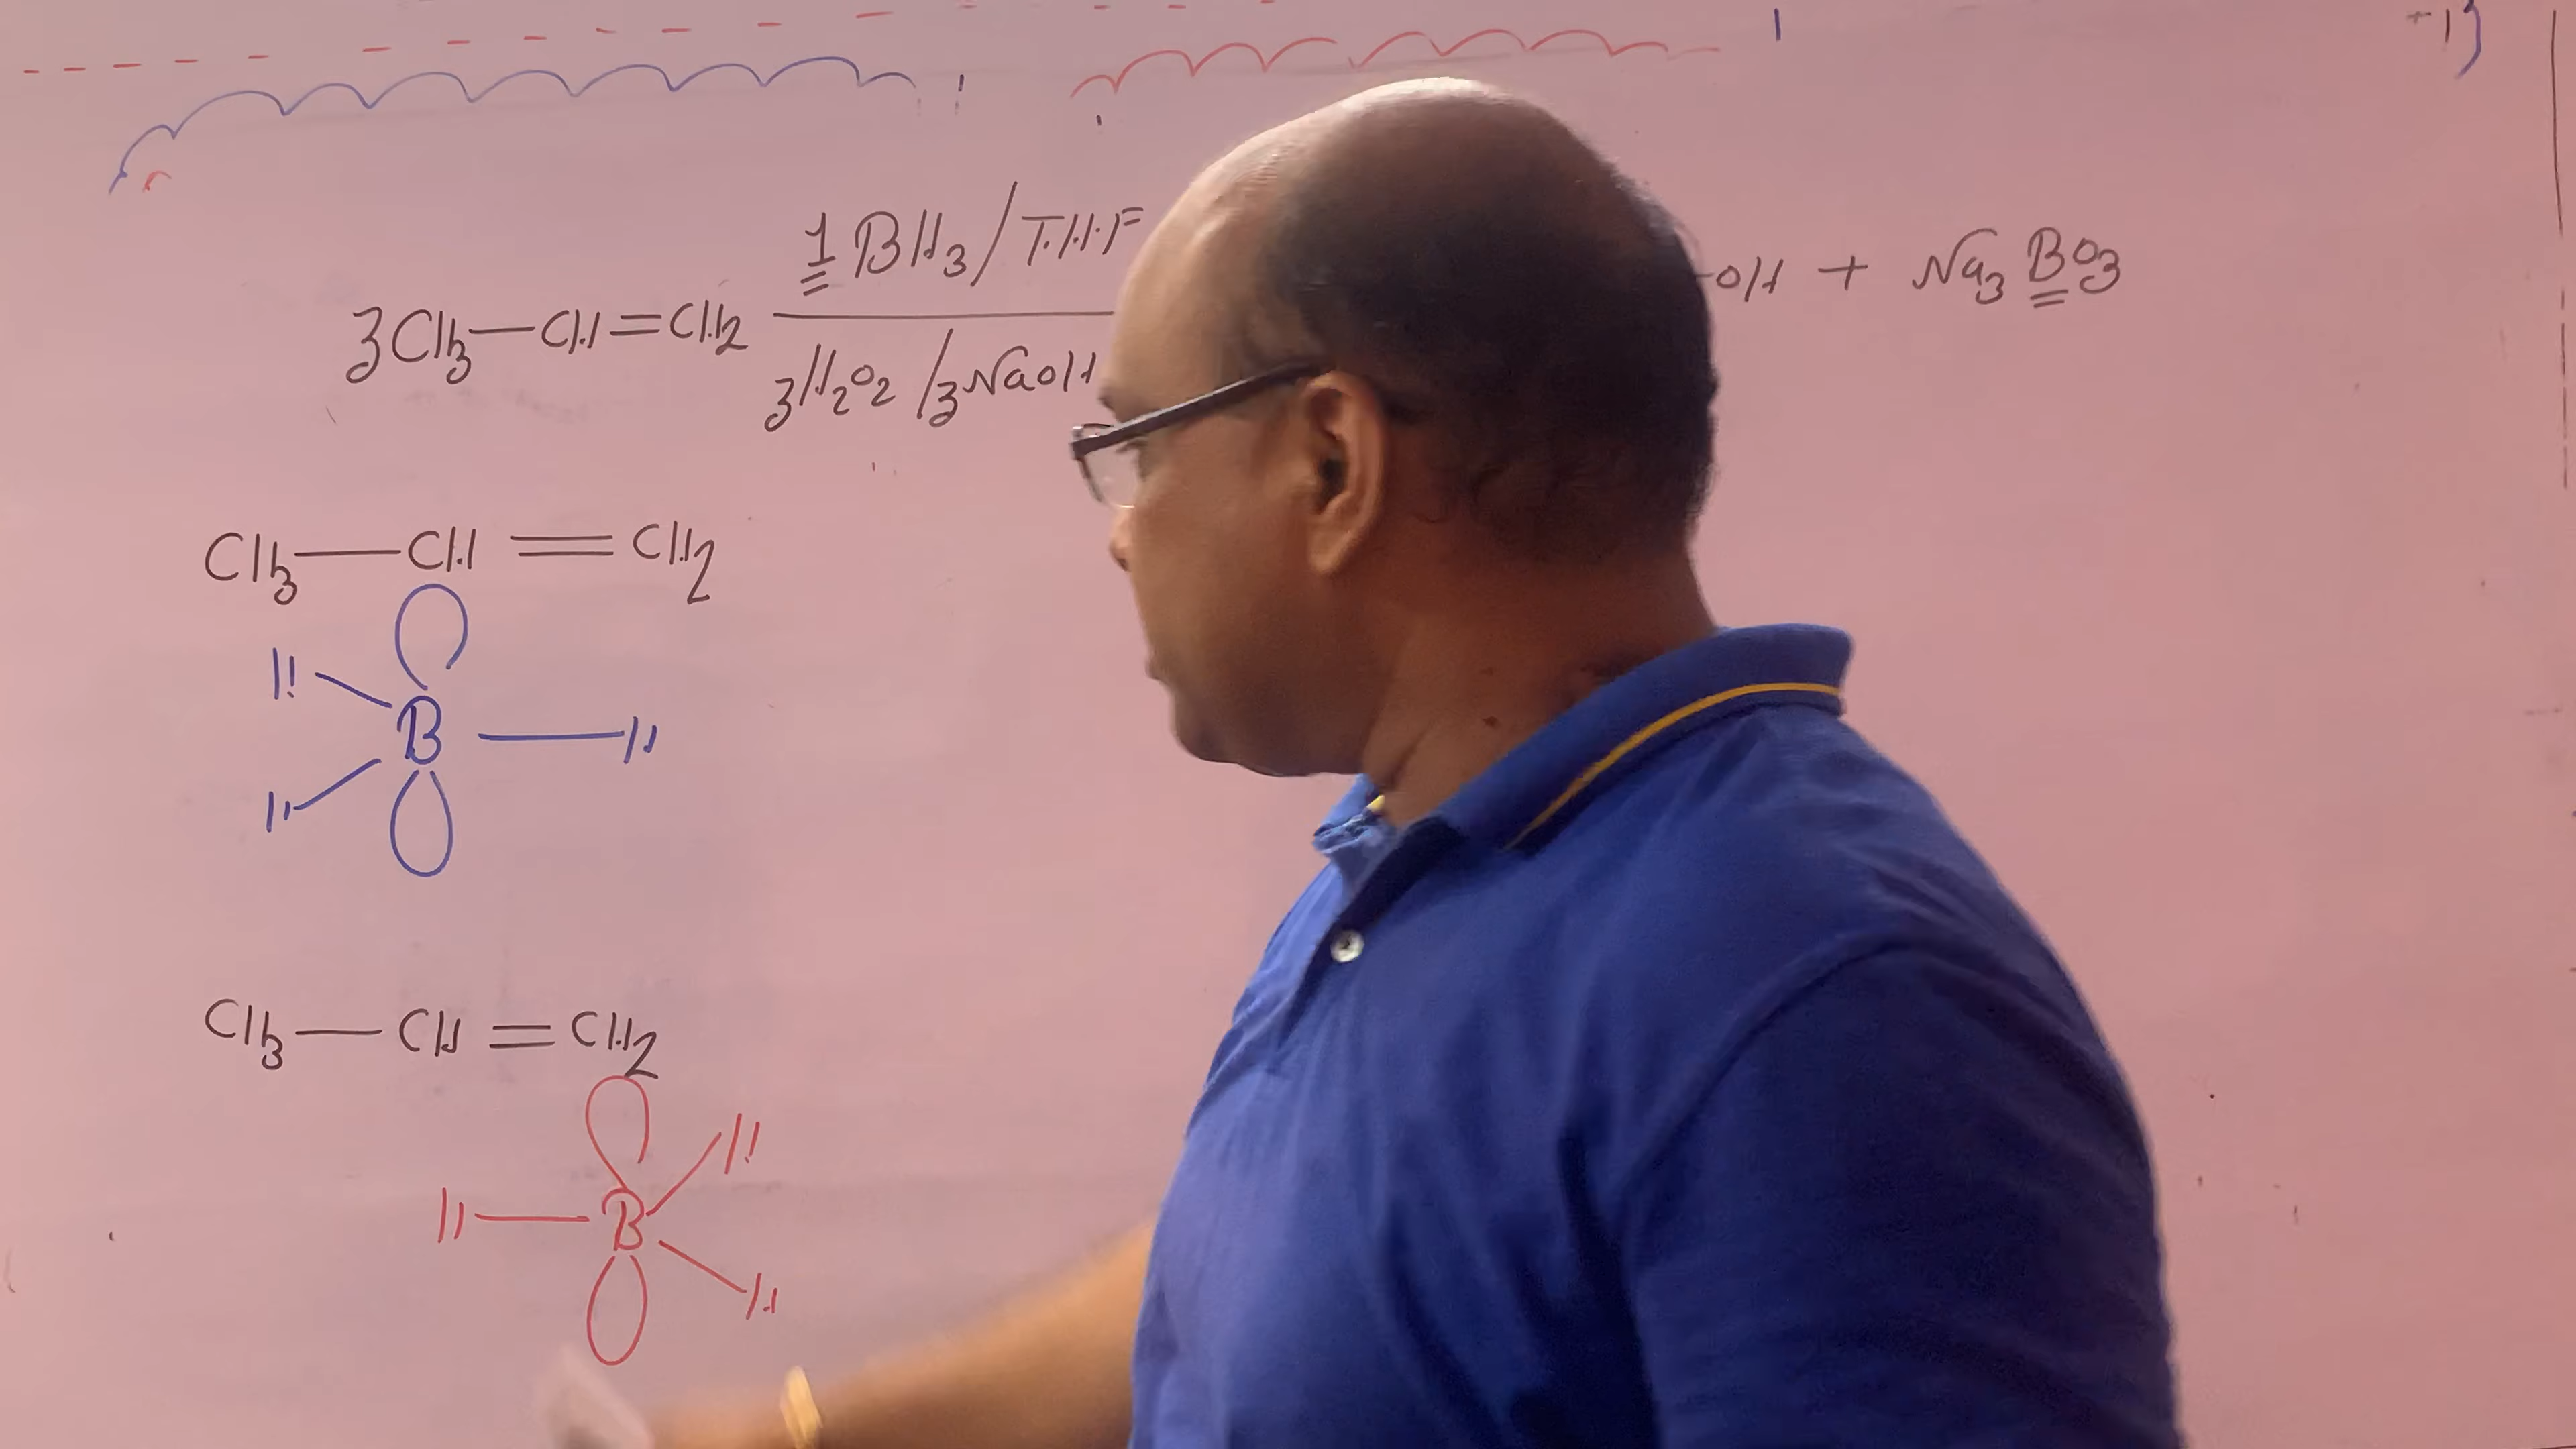 1 BH3/T.H.F
3CH3—CH=CH2
-OH + Na3BO3
3H2O2/3NaOH
CH3—CH=CH2
H
B—H
H
CH3—CH=CH2
H
H—B
H